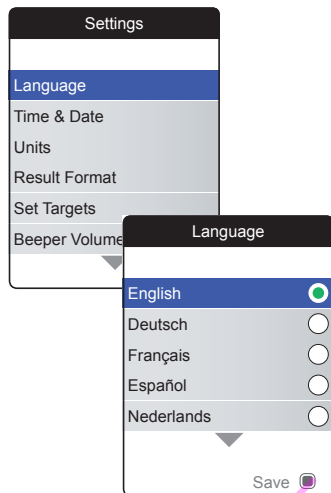 Settings
Language
Time & Date
Units
Result Format
Set Targets
Beeper Volume
Language
English
Deutsch
Français
Español
Nederlands
Save